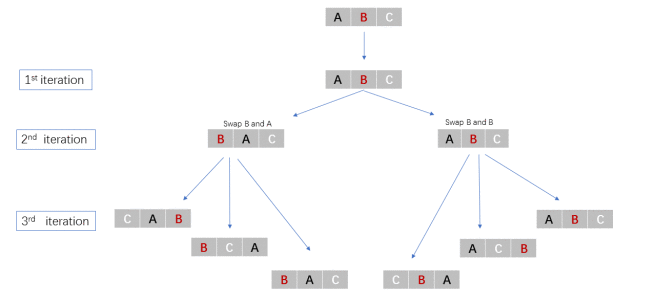 A B C
1st iteration
A B C
Swap B and A
Swap B and B
2nd iteration
B A C
A B C
3rd iteration
C A B
A B C
B C A
A C B
B A C
C B A